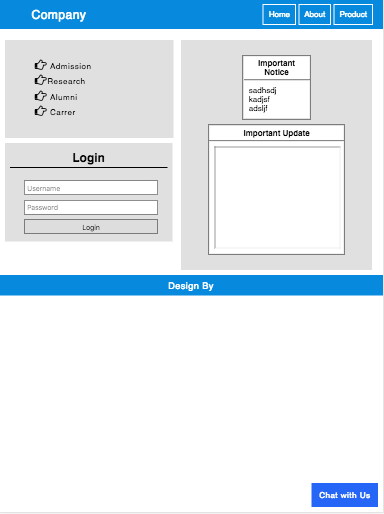 Company
Home
About
Product
Admission
Research
Alumni
Carrer
Login
Username
Password
Login
Important
Notice
sadhsdj
kadjsf
adsljf
Important Update
Design By
Chat with Us